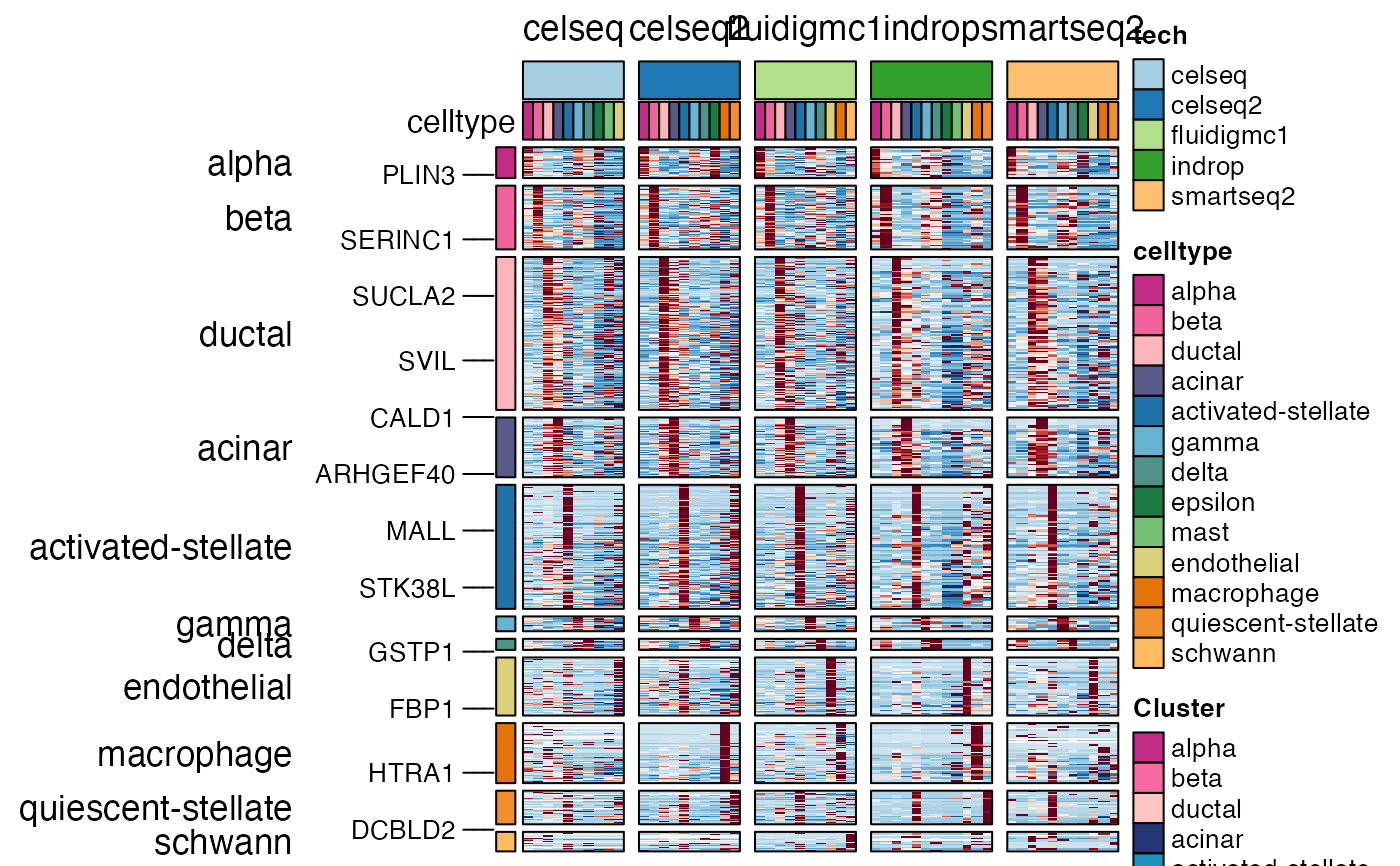 celseq celseq2 fluidigmc1 indrop smartseq2
celltype
alpha
beta
ductal
acinar
activated-stellate
gamma
delta
endothelial
macrophage
quiescent-stellate
schwann
PLIN3
SERINC1
SUCLA2
SVIL
CALD1
ARHGEF40
MALL
STK38L
GSTP1
FBP1
HTRA1
DCBLD2
tech
celseq
celseq2
fluidigmc1
indrop
smartseq2
celltype
alpha
beta
ductal
acinar
activated-stellate
gamma
delta
epsilon
mast
endothelial
macrophage
quiescent-stellate
schwann
Cluster
alpha
beta
ductal
acinar
activated-stellate